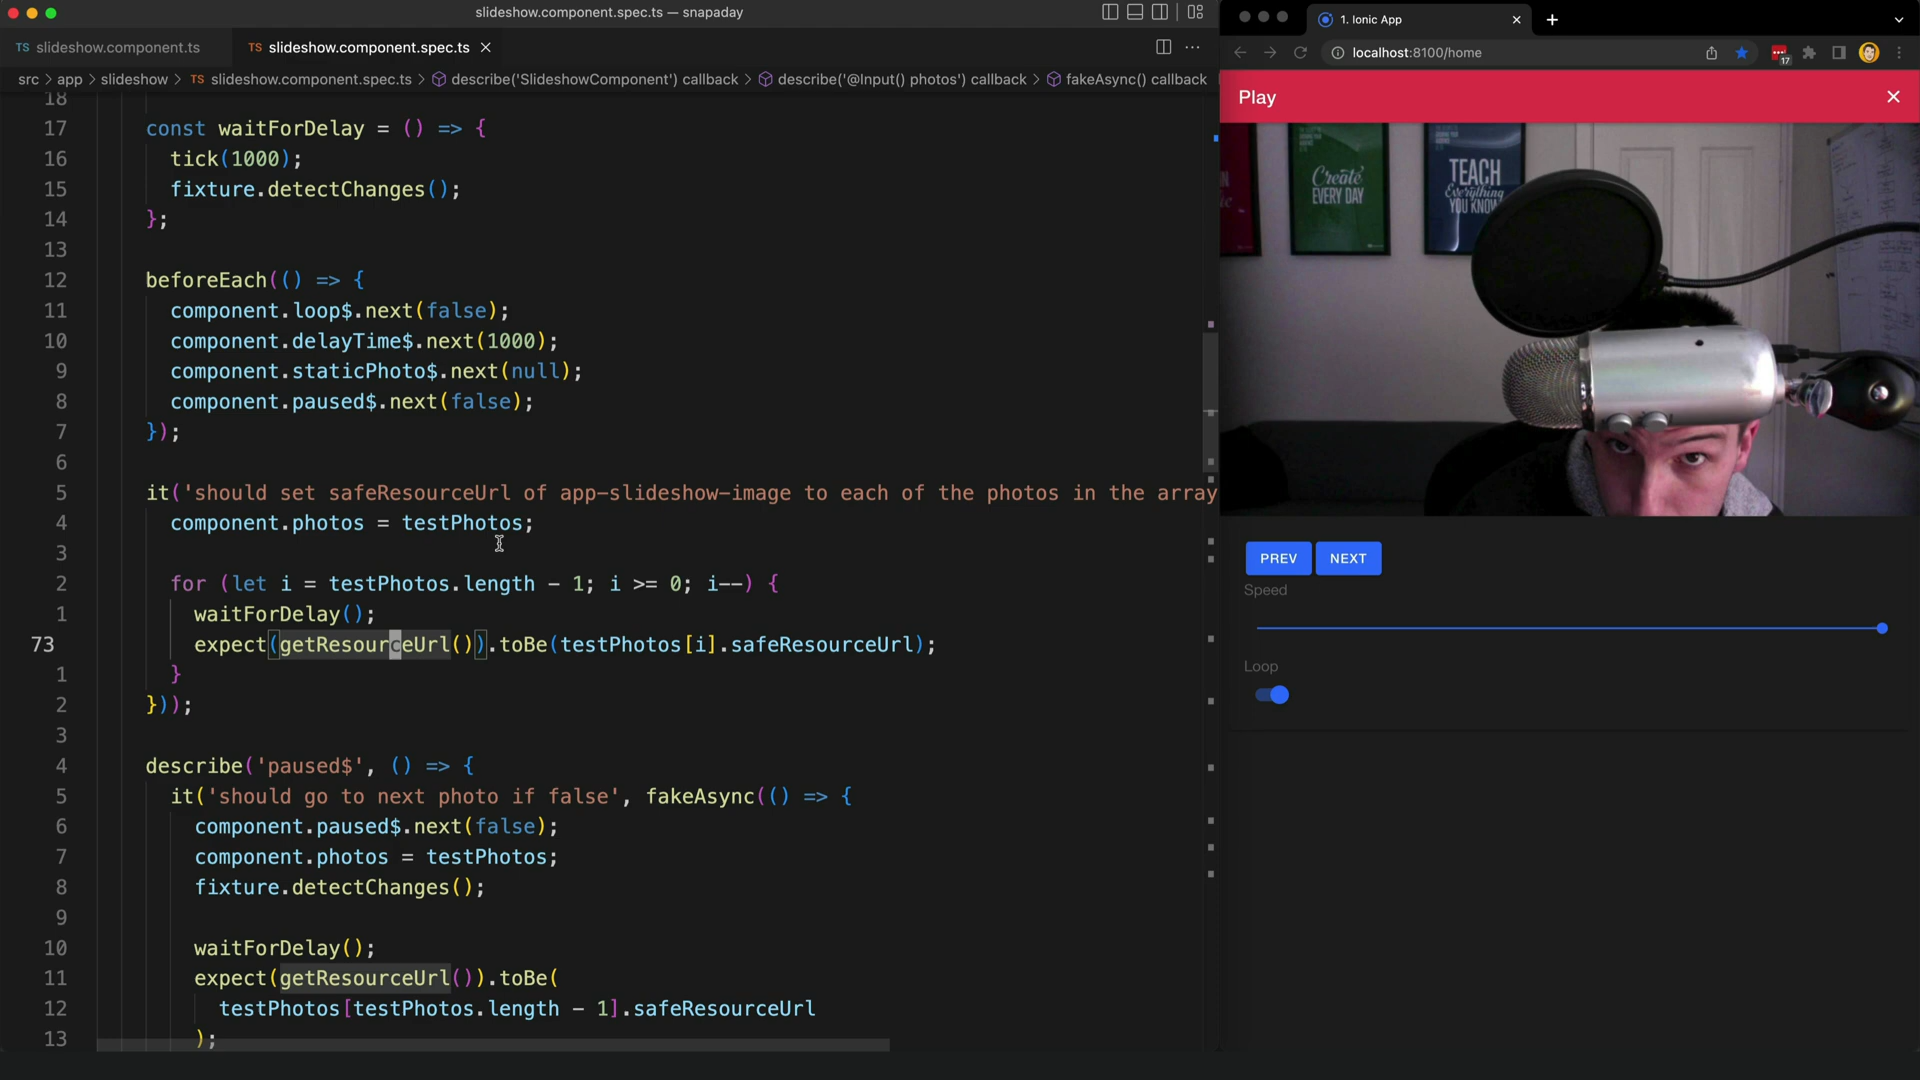 slideshow.component.spec.ts — snapaday
TS slideshow.component.ts
TS slideshow.component.spec.ts
src > app > slideshow > TS slideshow.component.spec.ts > describe('SlideshowComponent') callback > describe('@Input() photos') callback > fakeAsync() callback
18
17 const waitForDelay = () => {
16 tick(1000);
15 fixture.detectChanges();
14 };
13
12 beforeEach(() => {
11 component.loop$.next(false);
10 component.delayTime$.next(1000);
9 component.staticPhoto$.next(null);
8 component.paused$.next(false);
7 });
6
5 it('should set safeResourceUrl of app-slideshow-image to each of the photos in the array
4 component.photos = testPhotos;
3
2 for (let i = testPhotos.length - 1; i >= 0; i--) {
1 waitForDelay();
73 expect(getResourceUrl()).toBe(testPhotos[i].safeResourceUrl);
1 }
2 }));
3
4 describe('paused$', () => {
5 it('should go to next photo if false', fakeAsync(() => {
6 component.paused$.next(false);
7 component.photos = testPhotos;
8 fixture.detectChanges();
9
10 waitForDelay();
11 expect(getResourceUrl()).toBe(
12 testPhotos[testPhotos.length - 1].safeResourceUrl
13 );
1. Ionic App
localhost:8100/home
17
Play
Create
EVERY DAY
TEACH
Everything
YOU KNOW
PREV
NEXT
Speed
Loop